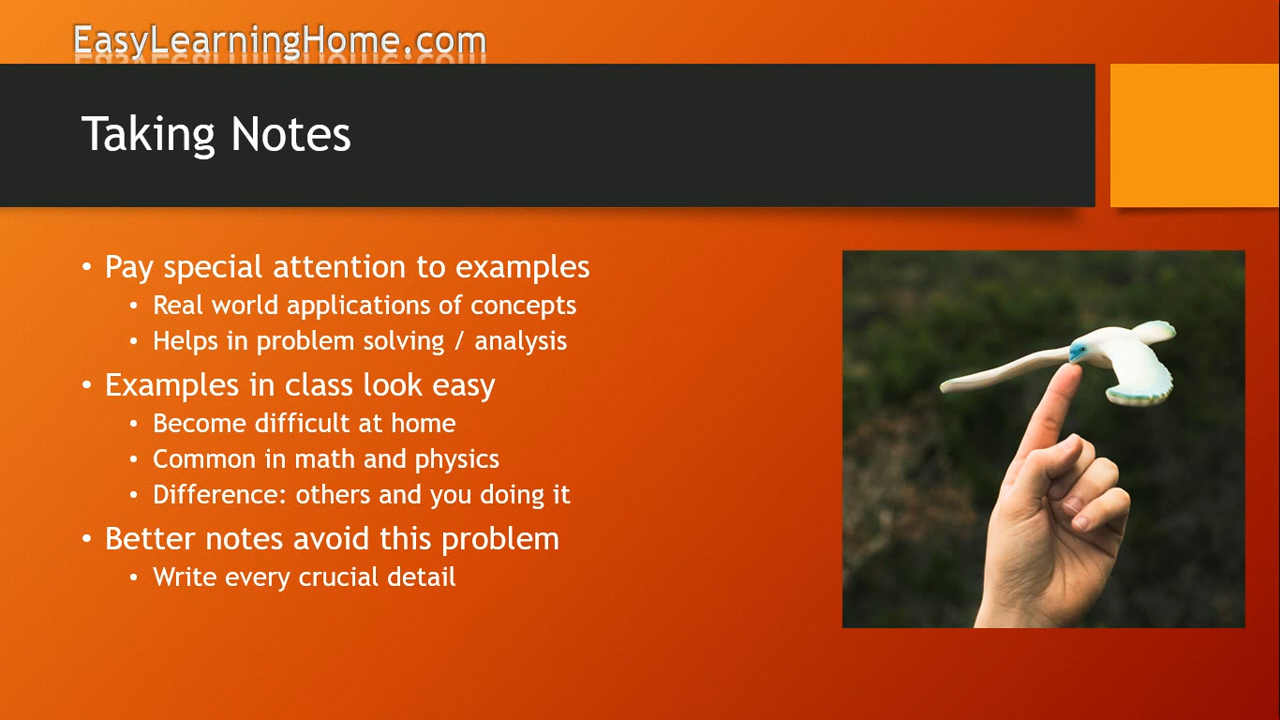 EasyLearningHome.com
Taking Notes
• Pay special attention to examples
• Real world applications of concepts
• Helps in problem solving / analysis
• Examples in class look easy
• Become difficult at home
• Common in math and physics
• Difference: others and you doing it
• Better notes avoid this problem
• Write every crucial detail